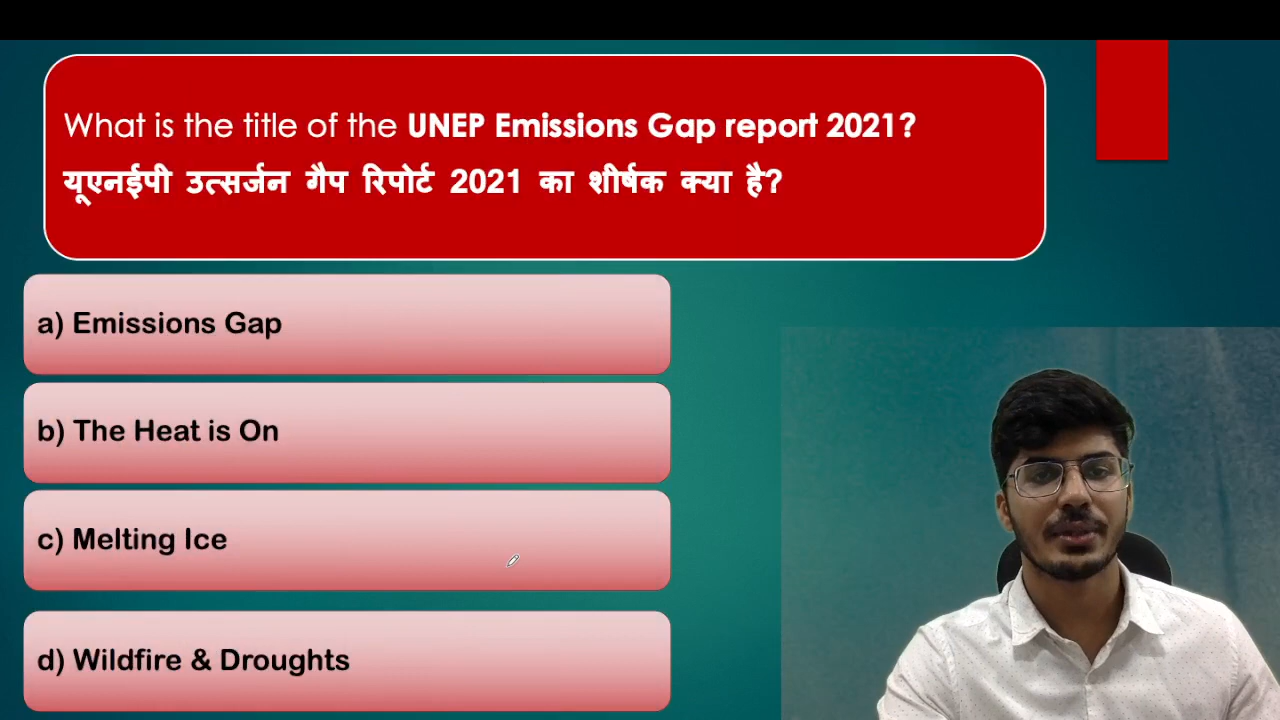 What is the title of the UNEP Emissions Gap report 2021?
यूएनईपी उत्सर्जन गैप रिपोर्ट 2021 का शीर्षक क्या है?
a) Emissions Gap
b) The Heat is On
c) Melting Ice
d) Wildfire & Droughts